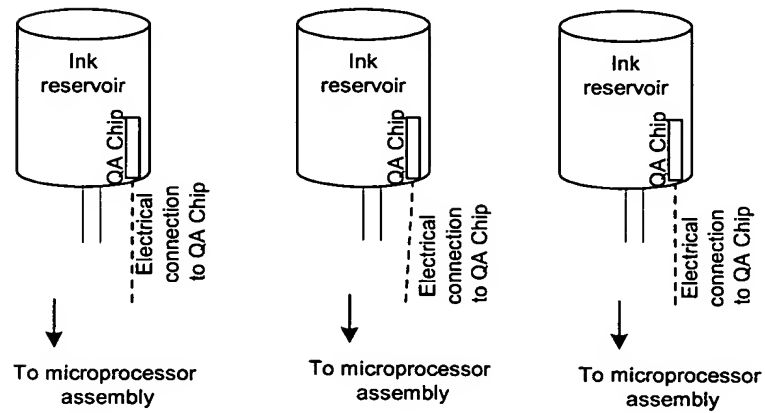 Ink
reservoir
QA Chip
Electrical
connection
to QA Chip
To microprocessor
assembly
Ink
reservoir
QA Chip
Electrical
connection
to QA Chip
To microprocessor
assembly
Ink
reservoir
QA Chip
Electrical
connection
to QA Chip
To microprocessor
assembly